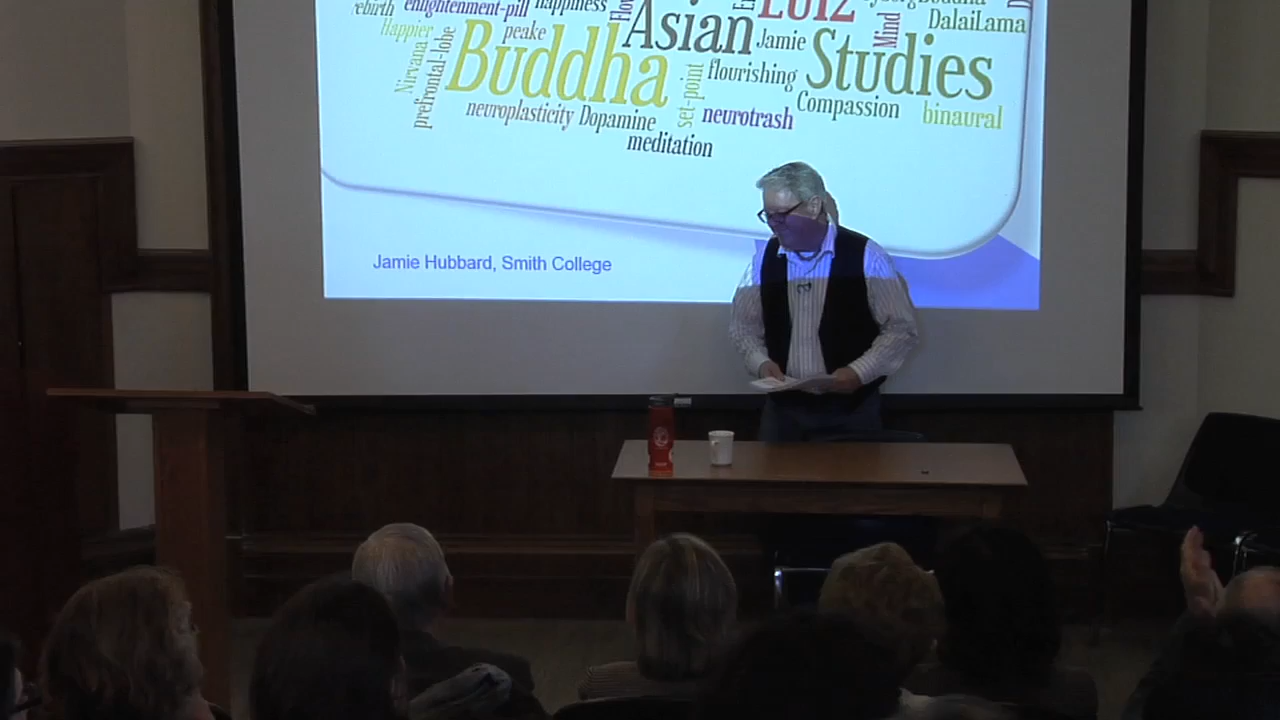 rebirth enlightenment-pill happiness
DalaiLama
Happier peake Asian Jamie Mind
Nirvana prefrontal-lobe Buddha flourishing Studies
set-point
neuroplasticity Dopamine neurotrash Compassion binaural
meditation
Jamie Hubbard, Smith College